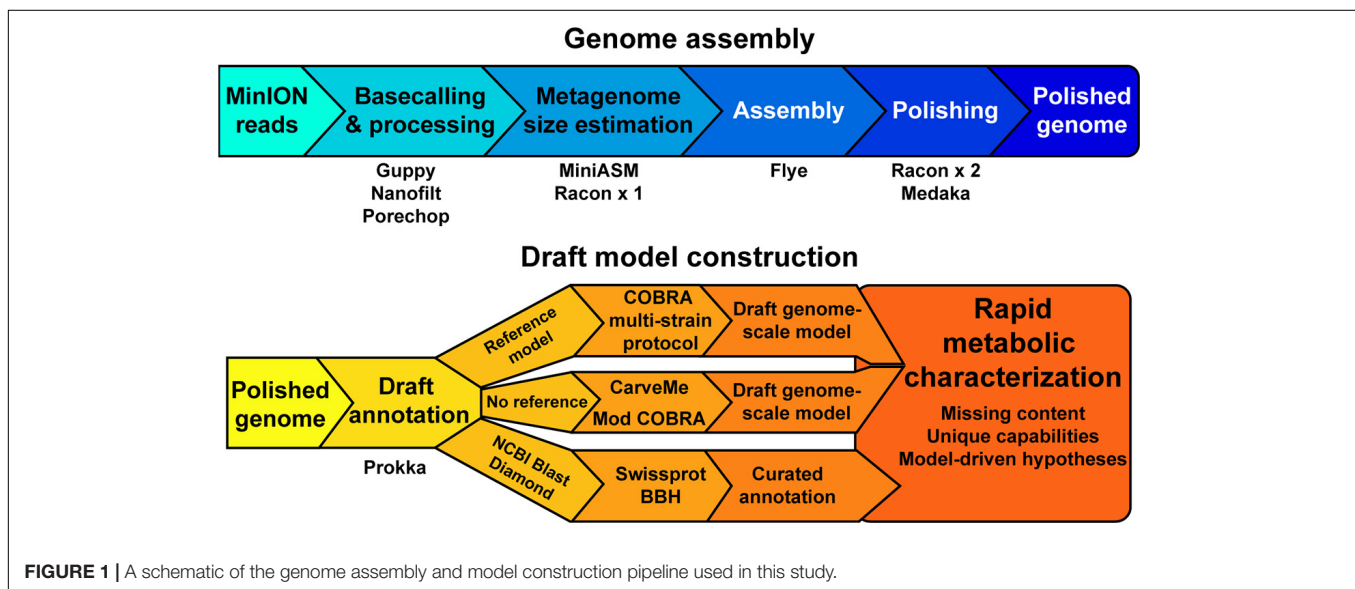 Genome assembly
MinION
reads
Basecalling
& processing
Metagenome
size estimation
Assembly
Polishing
Polished
genome
Guppy
Nanofilt
Porechop
MiniASM
Racon x 1
Flye
Racon x 2
Medaka
Draft model construction
Polished
genome
Draft
annotation
Prokka
Reference
model
COBRA
multi-strain
protocol
Draft genome-
scale model
No reference
CarveMe
Mod COBRA
Draft genome-
scale model
NCBI Blast
Diamond
Swissprot
BBH
Curated
annotation
Rapid
metabolic
characterization
Missing content
Unique capabilities
Model-driven hypotheses
FIGURE 1 | A schematic of the genome assembly and model construction pipeline used in this study.